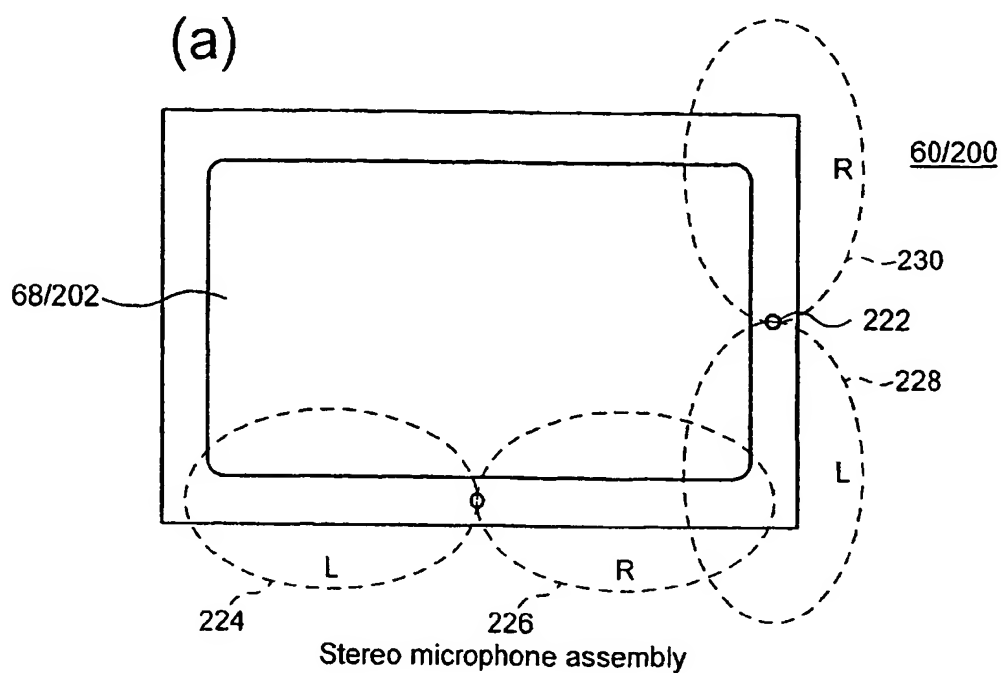 (a)
60/200
R
230
68/202
222
228
L
L
R
224
226
Stereo microphone assembly